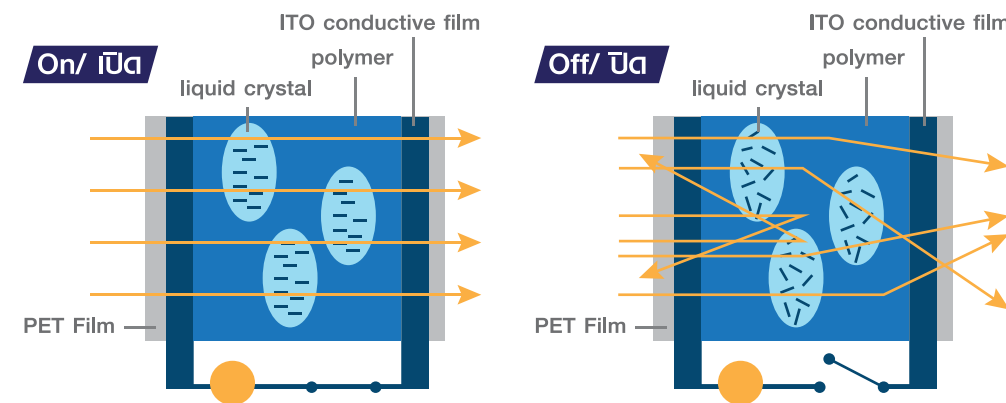 ITO conductive film
polymer
On/ เปิด
liquid crystal
PET Film
ITO conductive film
polymer
Off/ ปิด
liquid crystal
PET Film